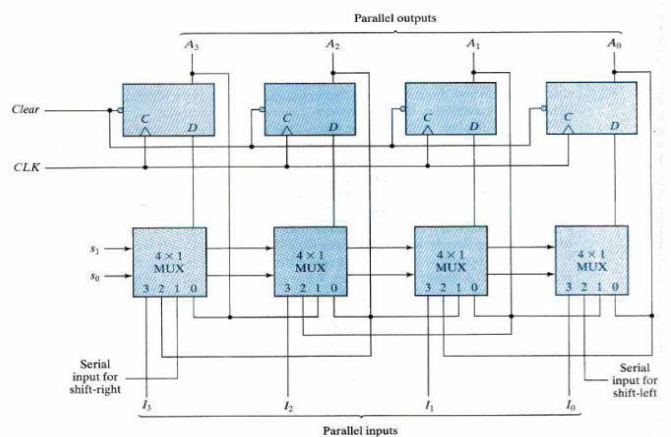 Parallel outputs
A₃ A₂ A₁ A₀
Clear
C D C D C D C D
CLK
s₁
s₀
4 × 1 MUX 4 × 1 MUX 4 × 1 MUX 4 × 1 MUX
3 2 1 0 3 2 1 0 3 2 1 0 3 2 1 0
Serial input for shift-right
Serial input for shift-left
I₃ I₂ I₁ I₀
Parallel inputs